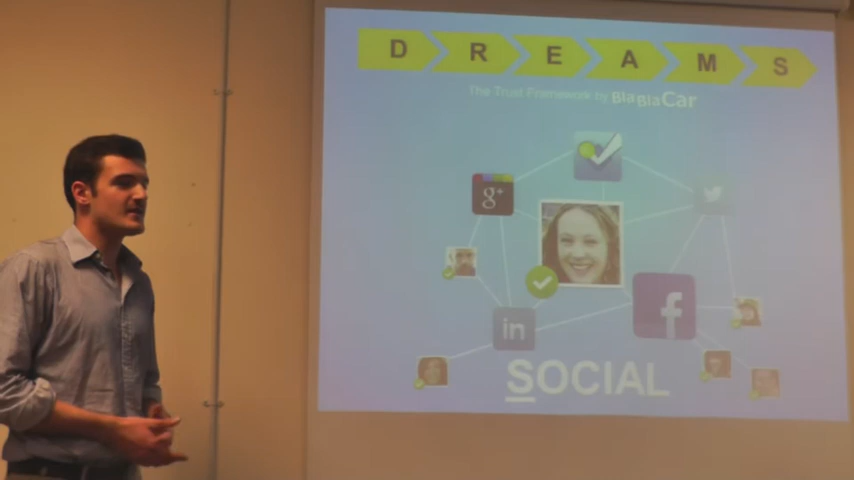 D R E A M S
The Trust Framework by BlaBlaCar
g+
f
in
SOCIAL